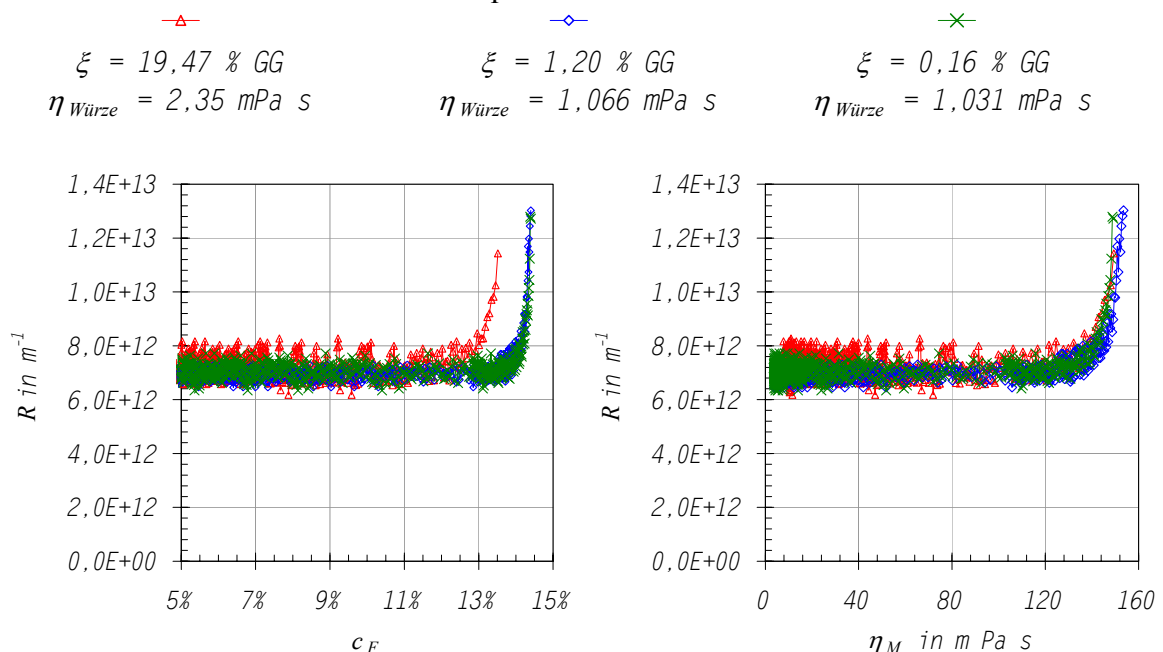 ξ = 19,47 % GG
η Würze = 2,35 mPa s
ξ = 1,20 % GG
η Würze = 1,066 mPa s
ξ = 0,16 % GG
η Würze = 1,031 mPa s
1,4E+13
1,2E+13
1,0E+13
8,0E+12
6,0E+12
4,0E+12
2,0E+12
0,0E+00
R in m⁻¹
5% 7% 9% 11% 13% 15%
c F
1,4E+13
1,2E+13
1,0E+13
8,0E+12
6,0E+12
4,0E+12
2,0E+12
0,0E+00
R in m⁻¹
0 40 80 120 160
η M in m Pa s